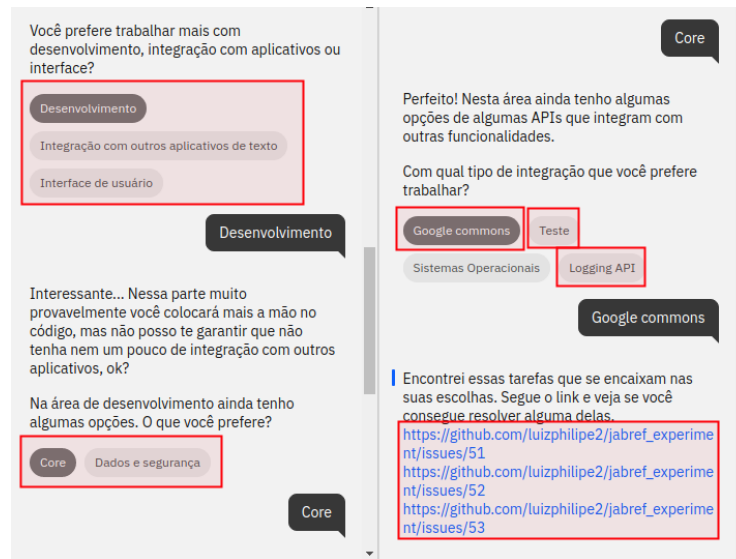 Você prefere trabalhar mais com
desenvolvimento, integração com aplicativos ou
interface?
Desenvolvimento
Integração com outros aplicativos de texto
Interface de usuário
Desenvolvimento
Interessante... Nessa parte muito
provavelmente você colocará mais a mão no
código, mas não posso te garantir que não
tenha nem um pouco de integração com outros
aplicativos, ok?
Na área de desenvolvimento ainda tenho
algumas opções. O que você prefere?
Core Dados e segurança
Core
Core
Perfeito! Nesta área ainda tenho algumas
opções de algumas APIs que integram com
outras funcionalidades.
Com qual tipo de integração que você prefere
trabalhar?
Google commons Teste
Sistemas Operacionais Logging API
Google commons
Encontrei essas tarefas que se encaixam nas
suas escolhas. Segue o link e veja se você
consegue resolver alguma delas.
https://github.com/luizphilipe2/jabref_experime
nt/issues/51
https://github.com/luizphilipe2/jabref_experime
nt/issues/52
https://github.com/luizphilipe2/jabref_experime
nt/issues/53